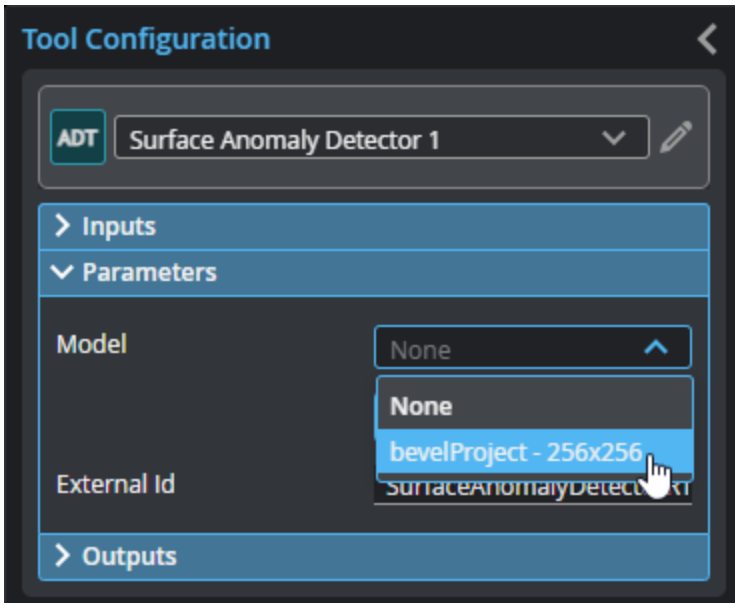 Tool Configuration
ADT Surface Anomaly Detector 1
Inputs
Parameters
Model None
None
bevelProject - 256x256
External Id
Outputs